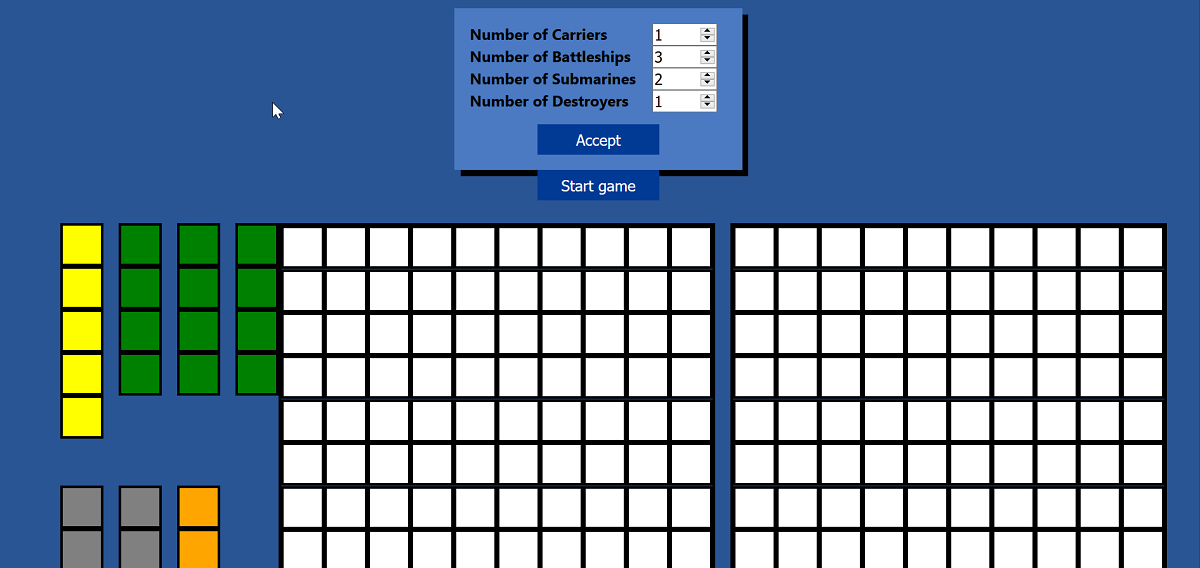 Number of Carriers 1
Number of Battleships 3
Number of Submarines 2
Number of Destroyers 1
Accept
Start game